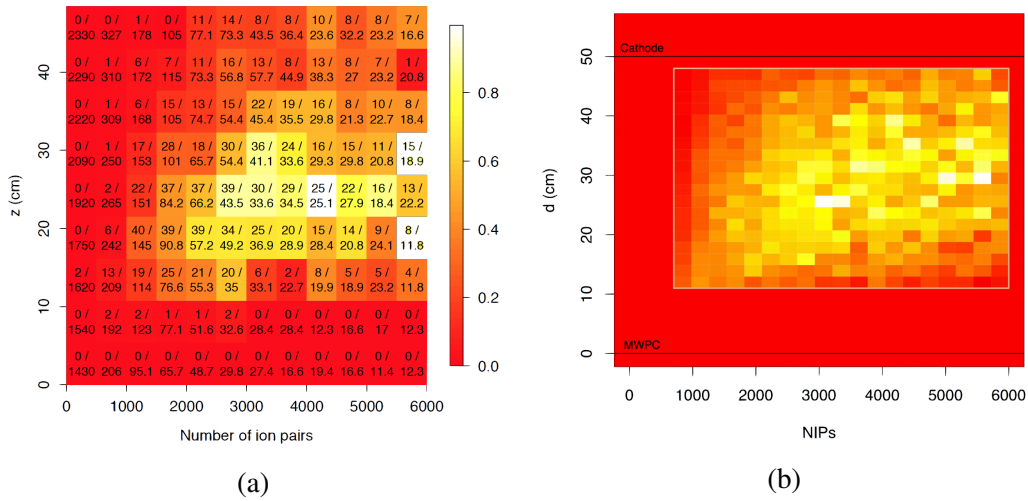 0 / 0 / 1 / 0 / 11 / 14 / 8 / 8 / 10 / 8 / 8 / 7 /
2330 327 178 105 77.1 73.3 43.5 36.4 23.6 32.2 23.2 16.6
0 / 1 / 6 / 7 / 11 / 16 / 13 / 8 / 13 / 8 / 7 / 1 /
2290 310 172 115 73.3 56.8 57.7 44.9 38.3 27 23.2 20.8
0 / 1 / 6 / 15 / 13 / 15 / 22 / 19 / 16 / 8 / 10 / 8 /
2220 309 168 105 74.7 54.4 45.4 35.5 29.8 21.3 22.7 18.4
0 / 1 / 17 / 28 / 18 / 30 / 36 / 24 / 16 / 15 / 11 / 15 /
2090 250 153 101 65.7 54.4 41.1 33.6 29.3 29.8 20.8 18.9
0 / 2 / 22 / 37 / 37 / 39 / 30 / 29 / 25 / 22 / 16 / 13 /
1920 265 151 84.2 66.2 43.5 33.6 34.5 25.1 27.9 18.4 22.2
0 / 6 / 40 / 39 / 39 / 34 / 25 / 20 / 15 / 14 / 9 / 8 /
1750 242 145 90.8 57.2 49.2 36.9 28.9 28.4 20.8 24.1 11.8
2 / 13 / 19 / 25 / 21 / 20 / 6 / 2 / 8 / 5 / 5 / 4 /
1620 209 114 76.6 55.3 35 33.1 22.7 19.9 18.9 23.2 11.8
0 / 2 / 2 / 1 / 1 / 2 / 0 / 0 / 0 / 0 / 0 / 0 /
1540 192 123 77.1 51.6 32.6 28.4 28.4 12.3 16.6 17 12.3
0 / 0 / 0 / 0 / 0 / 0 / 0 / 0 / 0 / 0 / 0 / 0 /
1430 206 95.1 65.7 48.7 29.8 27.4 16.6 19.4 16.6 11.4 12.3
40
30
20
10
0
z (cm)
0 1000 2000 3000 4000 5000 6000
Number of ion pairs
0.8
0.6
0.4
0.2
0.0
(a)
60
50
40
30
20
10
0
d (cm)
Cathode
MWPC
0 1000 2000 3000 4000 5000 6000
NIPs
(b)